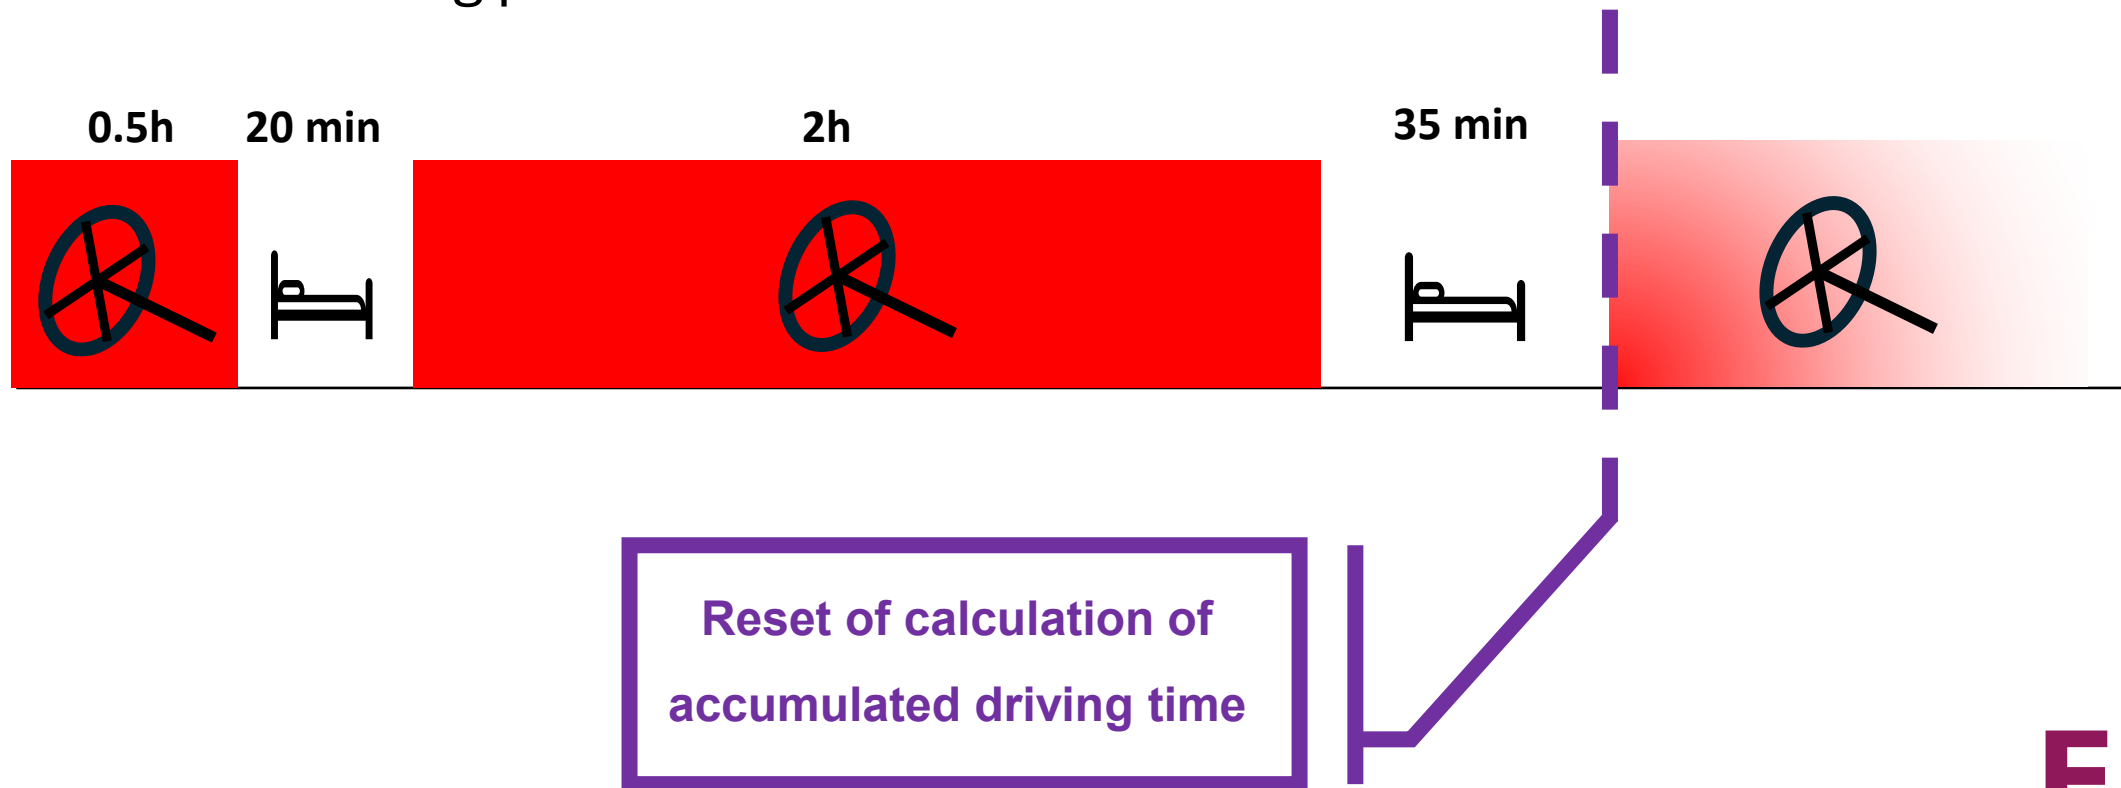 0.5h 20 min 2h 35 min
Reset of calculation of
accumulated driving time